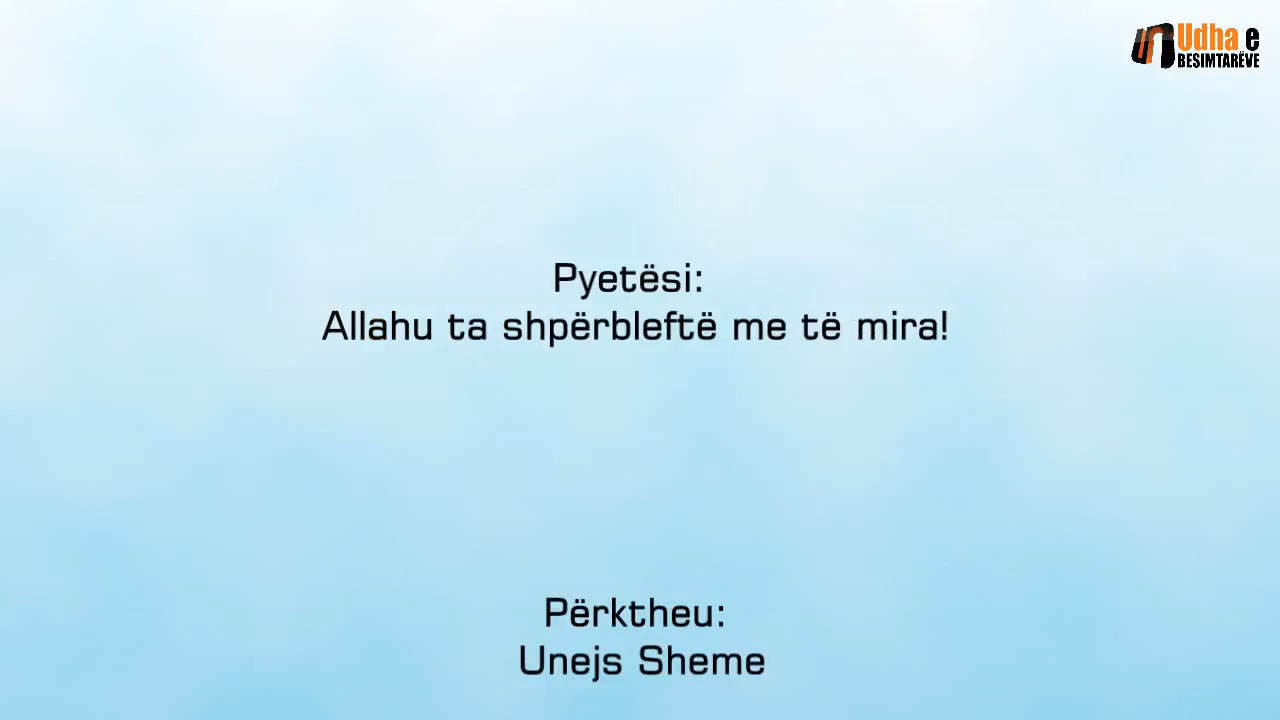 Udha e
BESIMTARËVE
Pyetësi:
Allahu ta shpërbleftë me të mira!
Përktheu:
Unejs Sheme